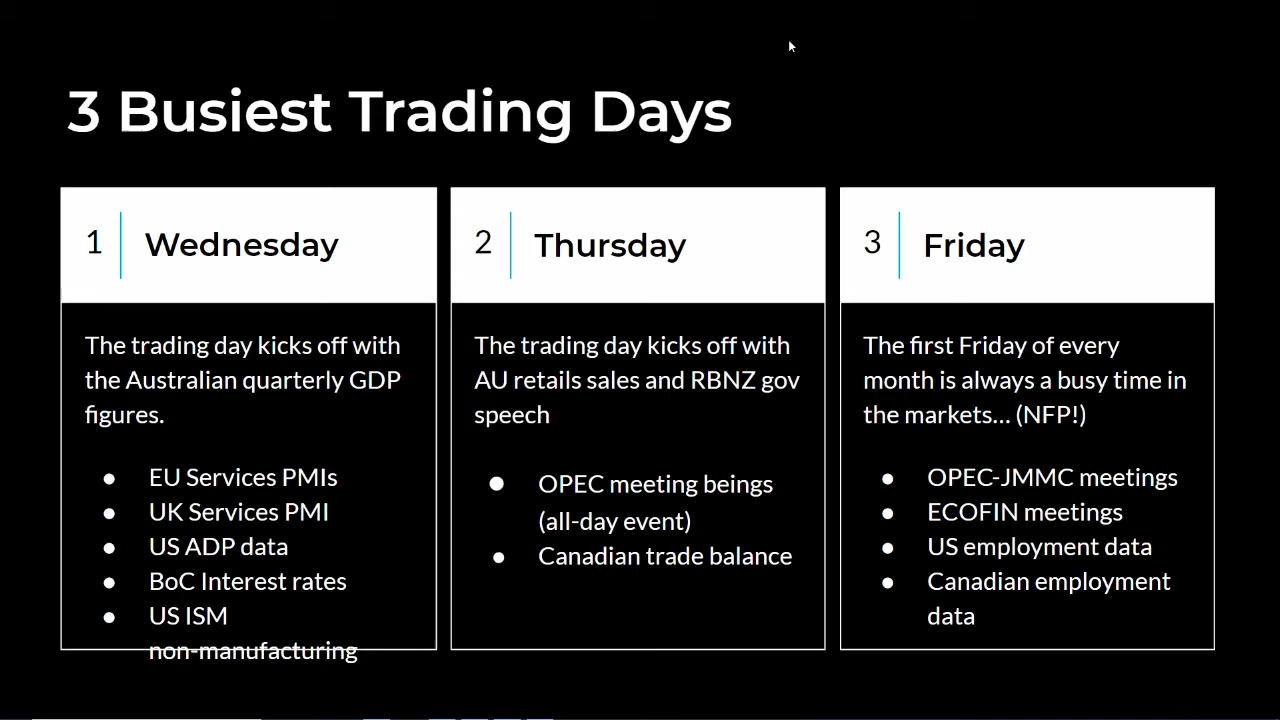 3 Busiest Trading Days
1 Wednesday
The trading day kicks off with
the Australian quarterly GDP
figures.
● EU Services PMIs
● UK Services PMI
● US ADP data
● BoC Interest rates
● US ISM
non-manufacturing
2 Thursday
The trading day kicks off with
AU retails sales and RBNZ gov
speech
● OPEC meeting beings
(all-day event)
● Canadian trade balance
3 Friday
The first Friday of every
month is always a busy time in
the markets... (NFP!)
● OPEC-JMMC meetings
● ECOFIN meetings
● US employment data
● Canadian employment
data